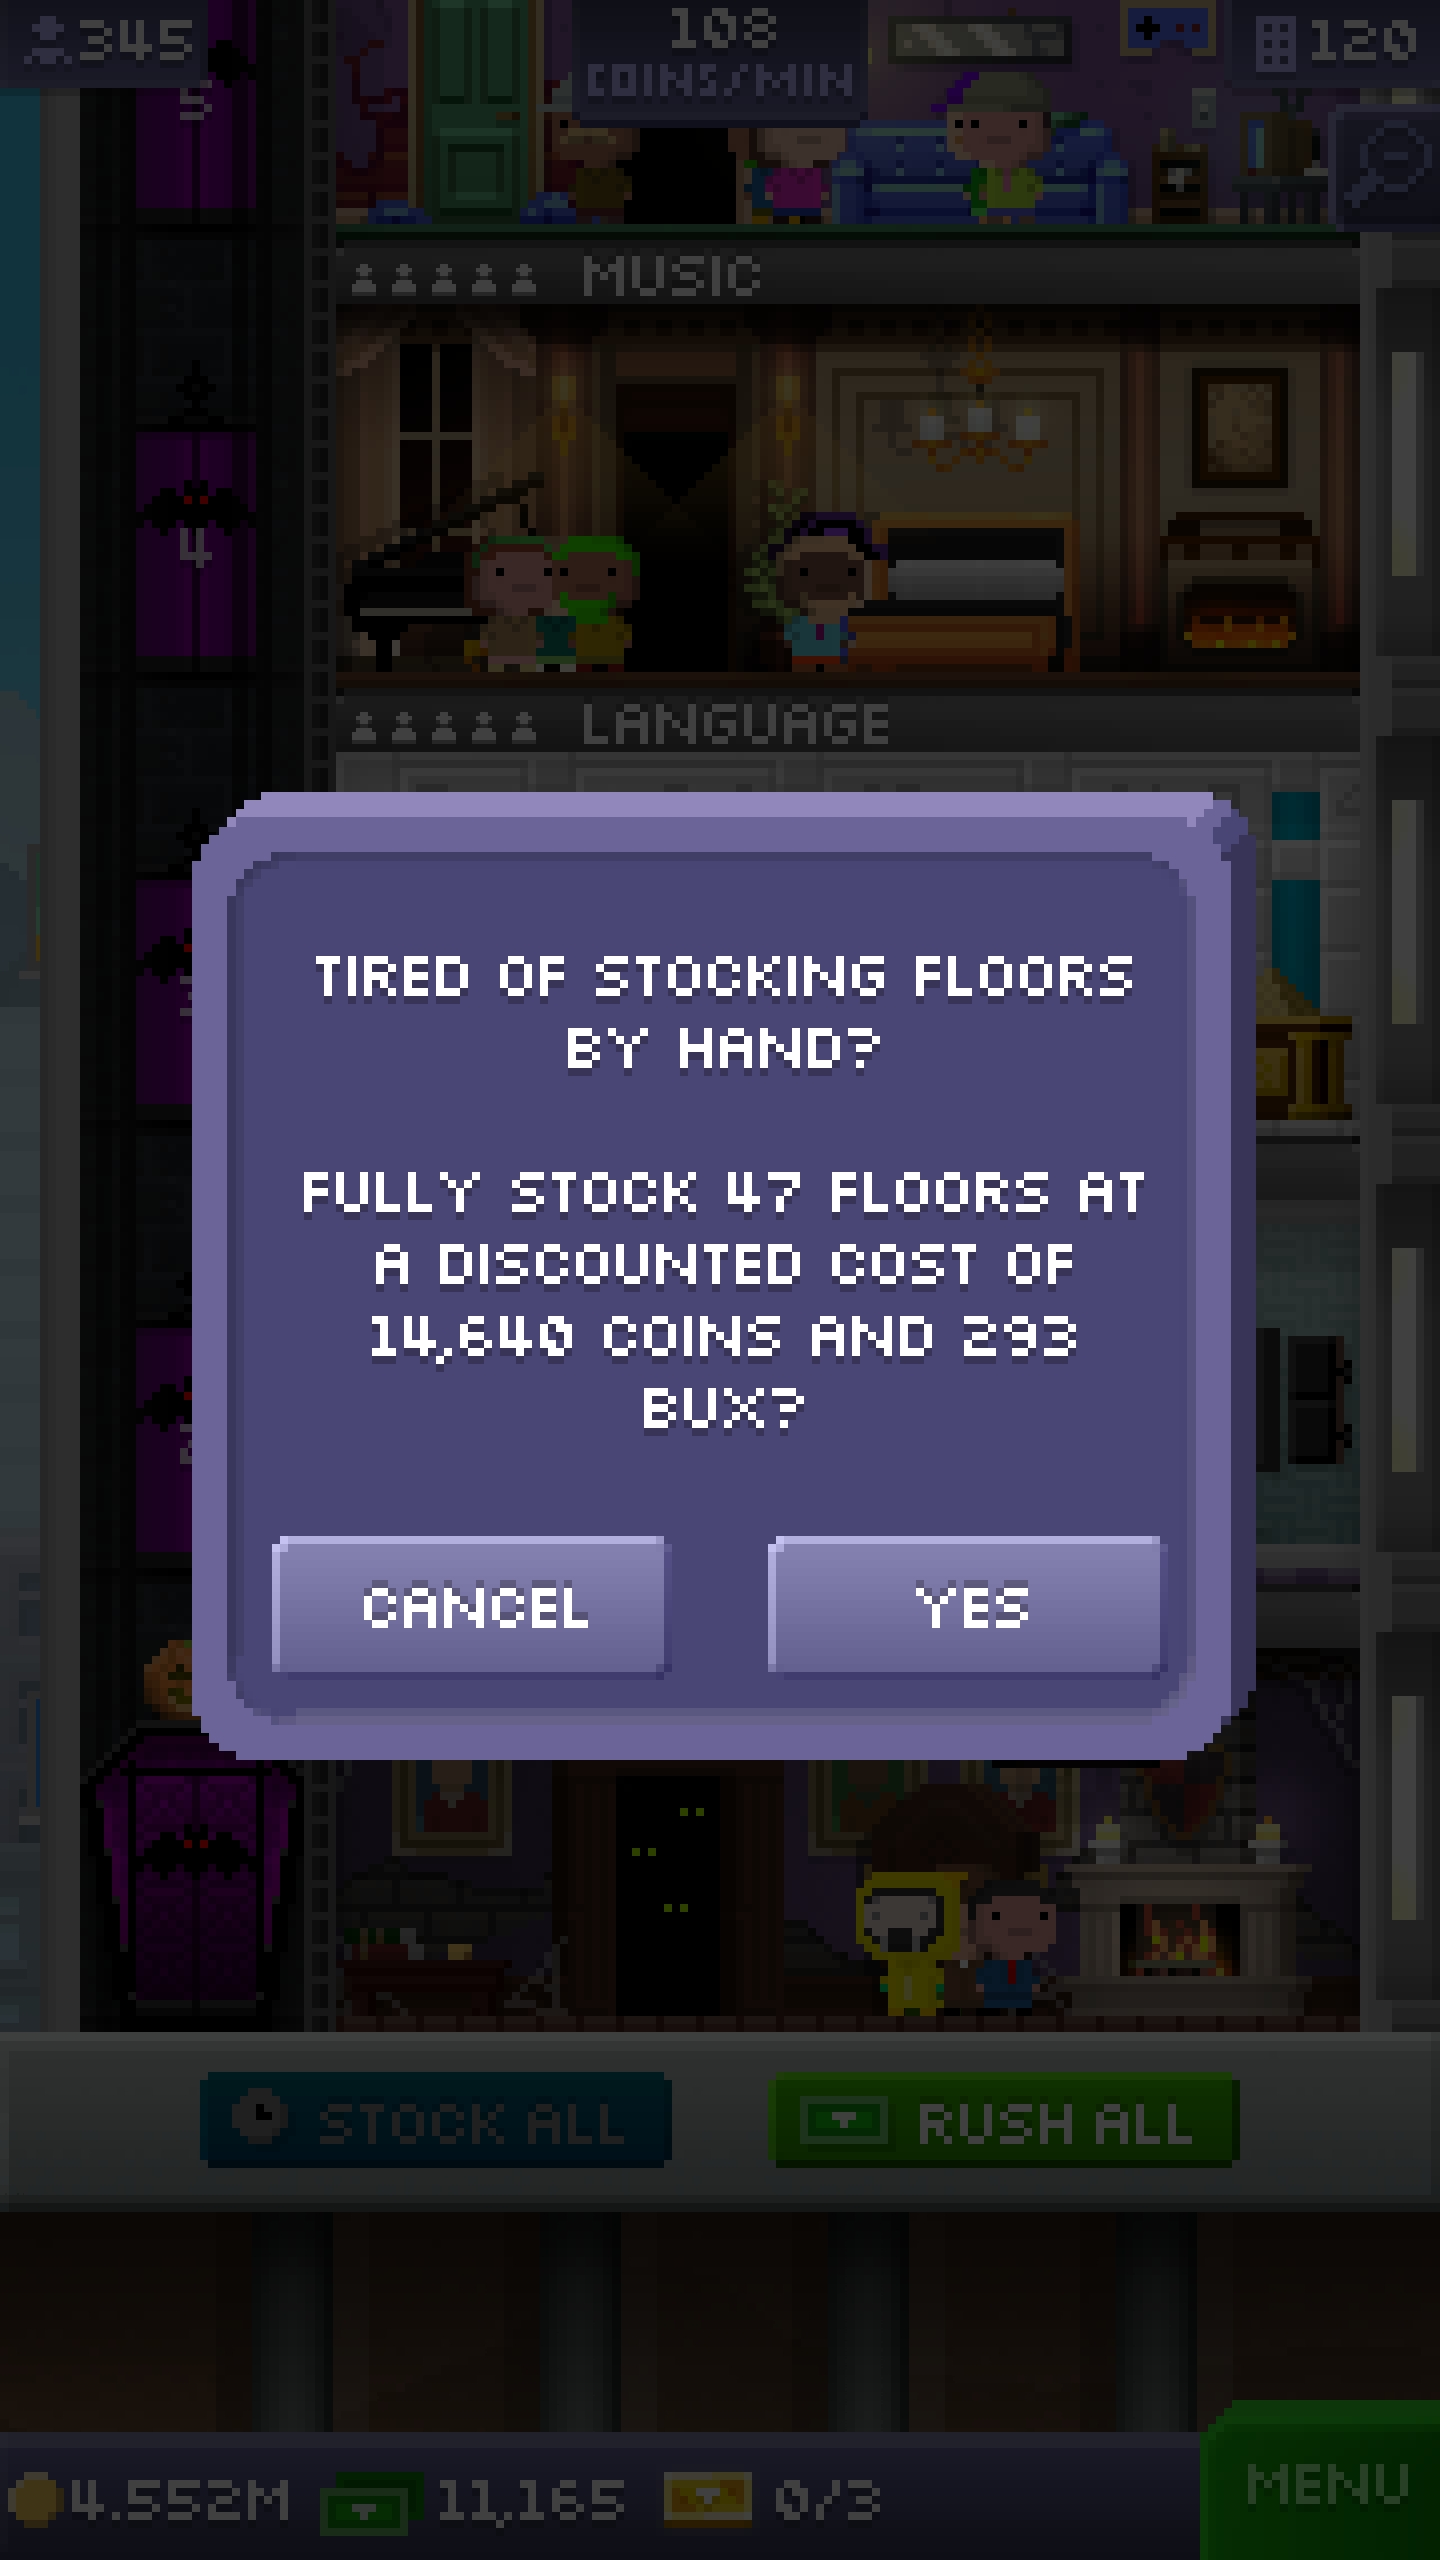 345
108
COINS/MIN
120
5
MUSIC
4
LANGUAGE
TIRED OF STOCKING FLOORS
BY HAND?
FULLY STOCK 47 FLOORS AT
A DISCOUNTED COST OF
14,640 COINS AND 293
BUX?
CANCEL
YES
STOCK ALL
RUSH ALL
4.552M
11,165
0/3
MENU